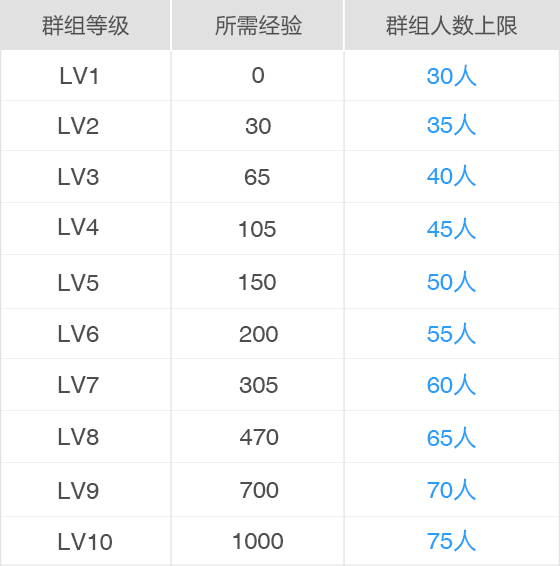 群组等级 所需经验 群组人数上限
LV1 0 30人
LV2 30 35人
LV3 65 40人
LV4 105 45人
LV5 150 50人
LV6 200 55人
LV7 305 60人
LV8 470 65人
LV9 700 70人
LV10 1000 75人